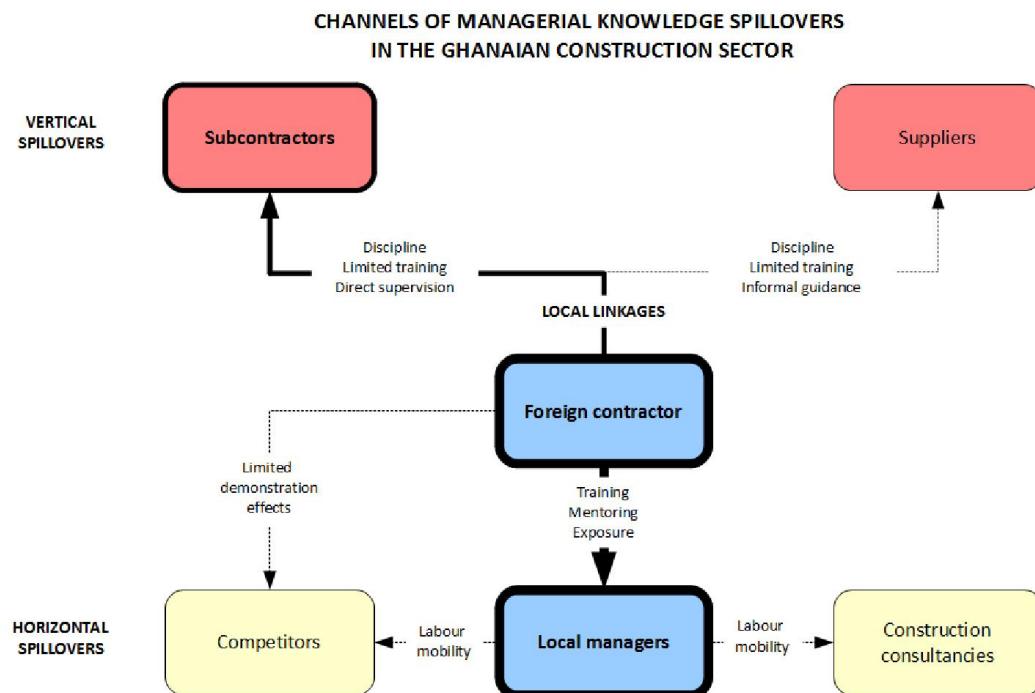 CHANNELS OF MANAGERIAL KNOWLEDGE SPILLOVERS
IN THE GHANAIAN CONSTRUCTION SECTOR
VERTICAL
SPILLOVERS
Subcontractors
Suppliers
Discipline
Limited training
Direct supervision
Discipline
Limited training
Informal guidance
LOCAL LINKAGES
Foreign contractor
Limited
demonstration
effects
Training
Mentoring
Exposure
HORIZONTAL
SPILLOVERS
Competitors
Labour
mobility
Local managers
Labour
mobility
Construction
consultancies